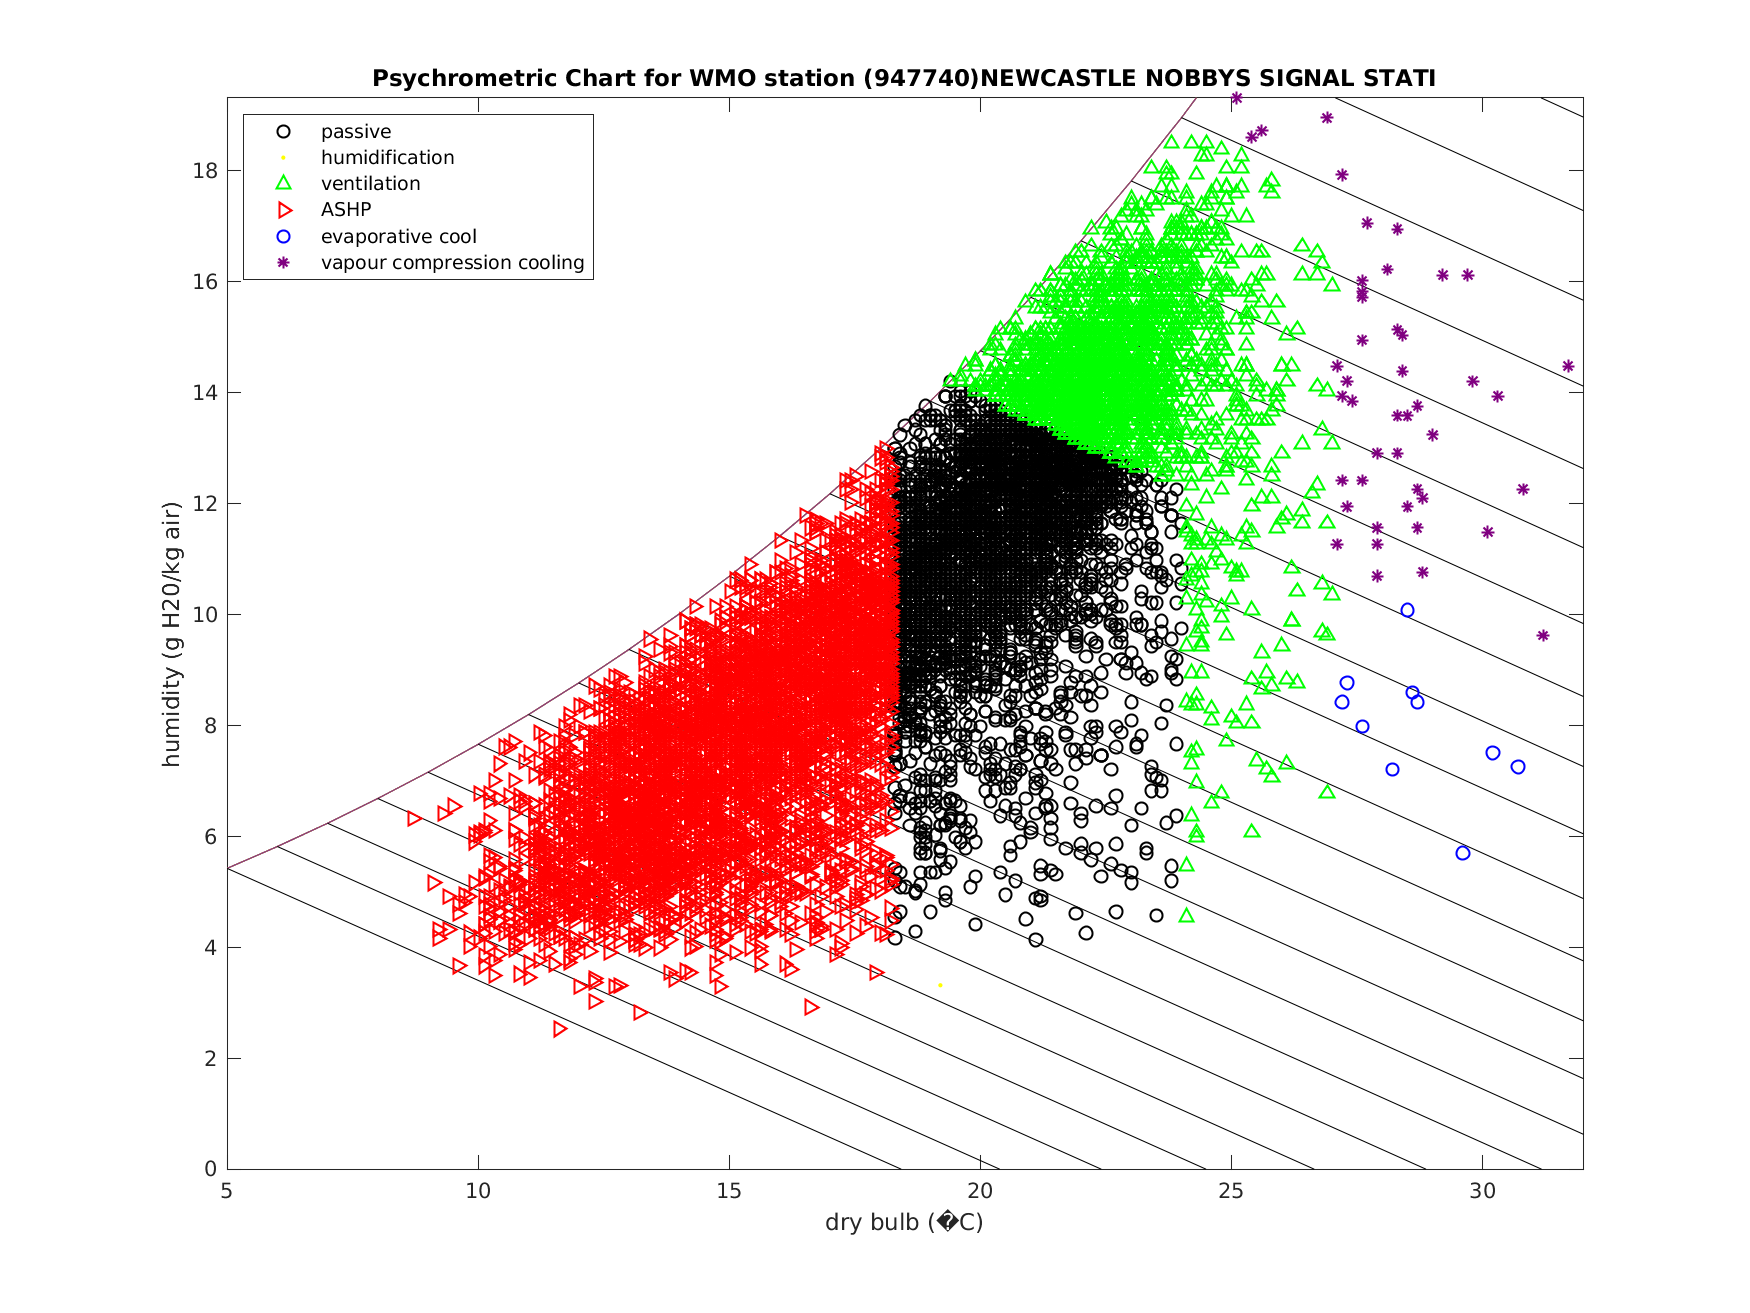 Psychrometric Chart for WMO station (947740)NEWCASTLE NOBBYS SIGNAL STATI
passive
humidification
ventilation
ASHP
evaporative cool
vapour compression cooling
humidity (g H20/kg air)
18
16
14
12
10
8
6
4
2
0
5 10 15 20 25 30
dry bulb (�C)